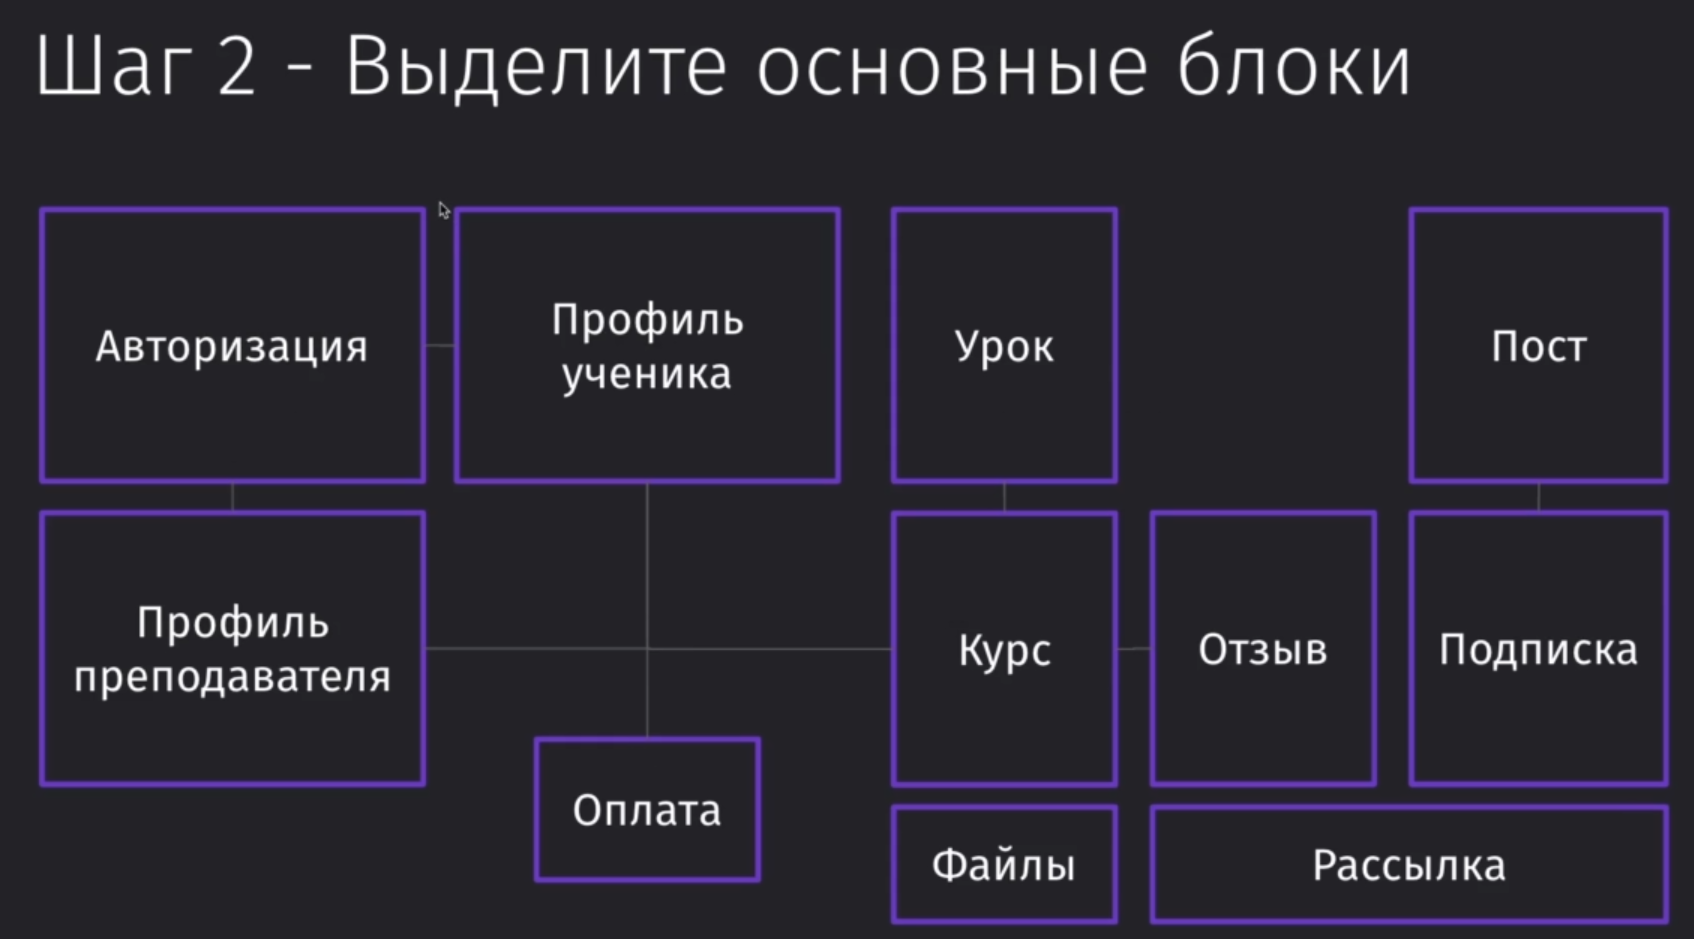 Шаг 2 - Выделите основные блоки
Авторизация
Профиль
ученика
Урок
Пост
Профиль
преподавателя
Курс
Отзыв
Подписка
Оплата
Файлы
Рассылка